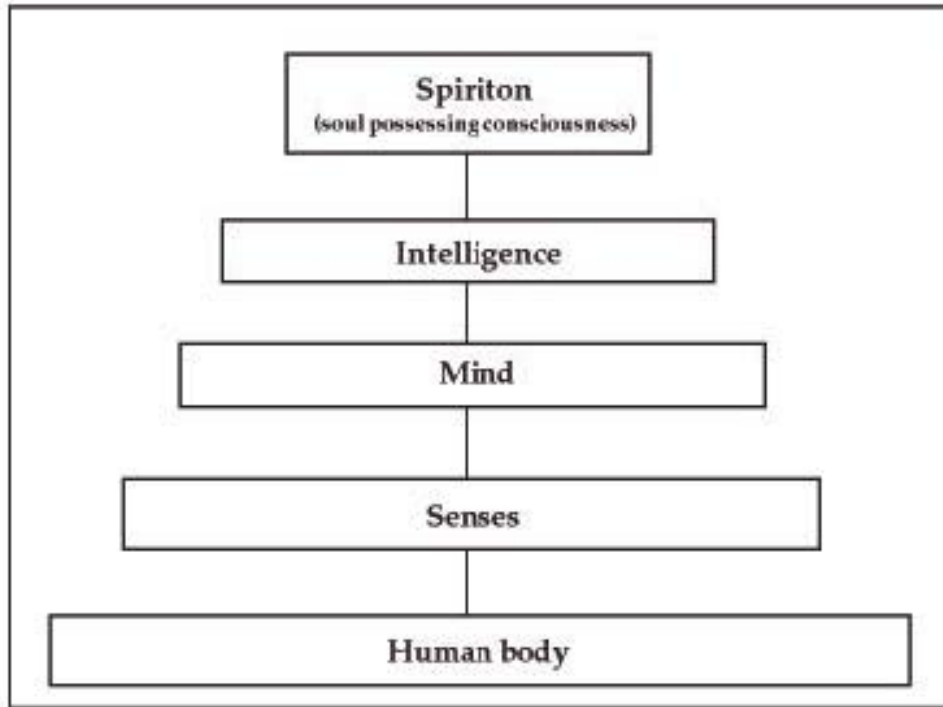 Spiriton
(soul possessing consciousness)
Intelligence
Mind
Senses
Human body